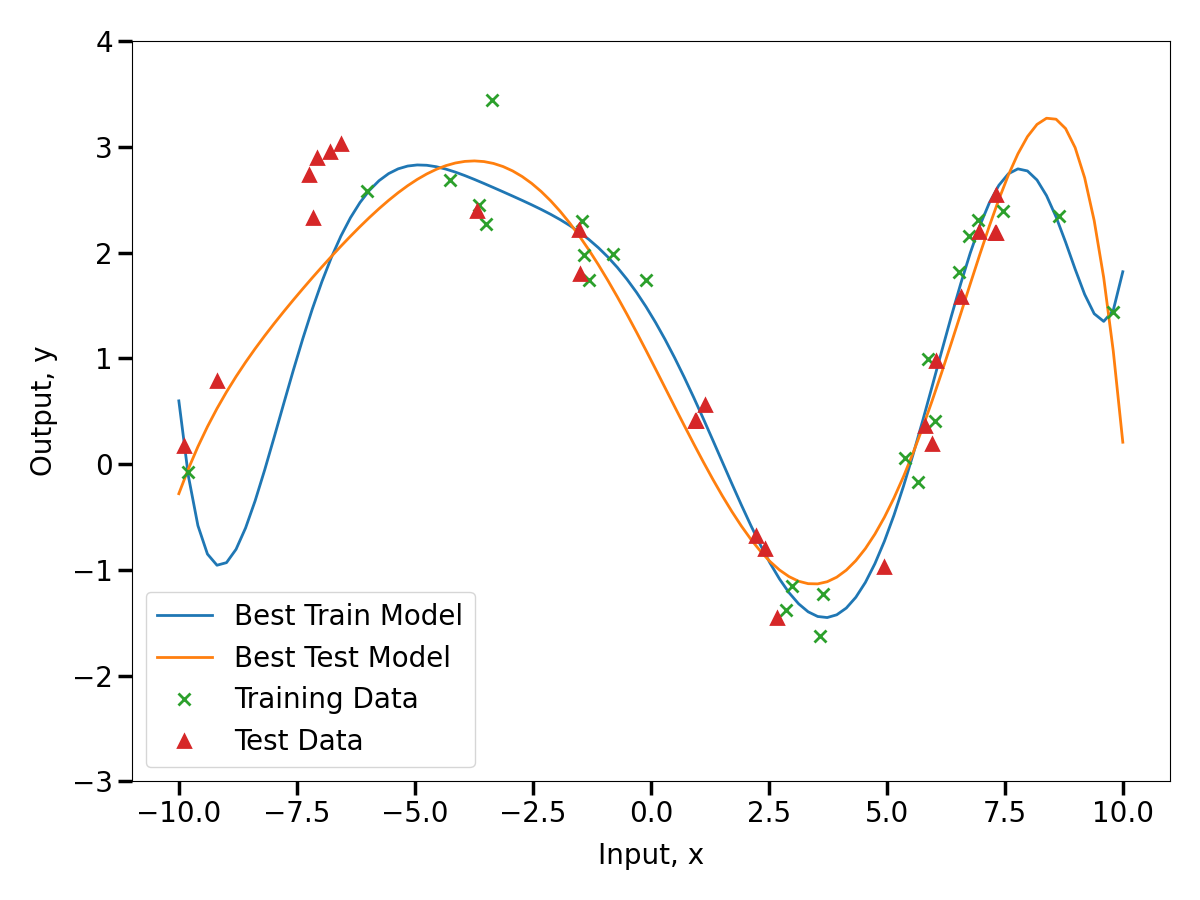 4
3
2
1
0
−1
−2
−3
Output, y
Best Train Model
Best Test Model
Training Data
Test Data
−10.0 −7.5 −5.0 −2.5 0.0 2.5 5.0 7.5 10.0
Input, x